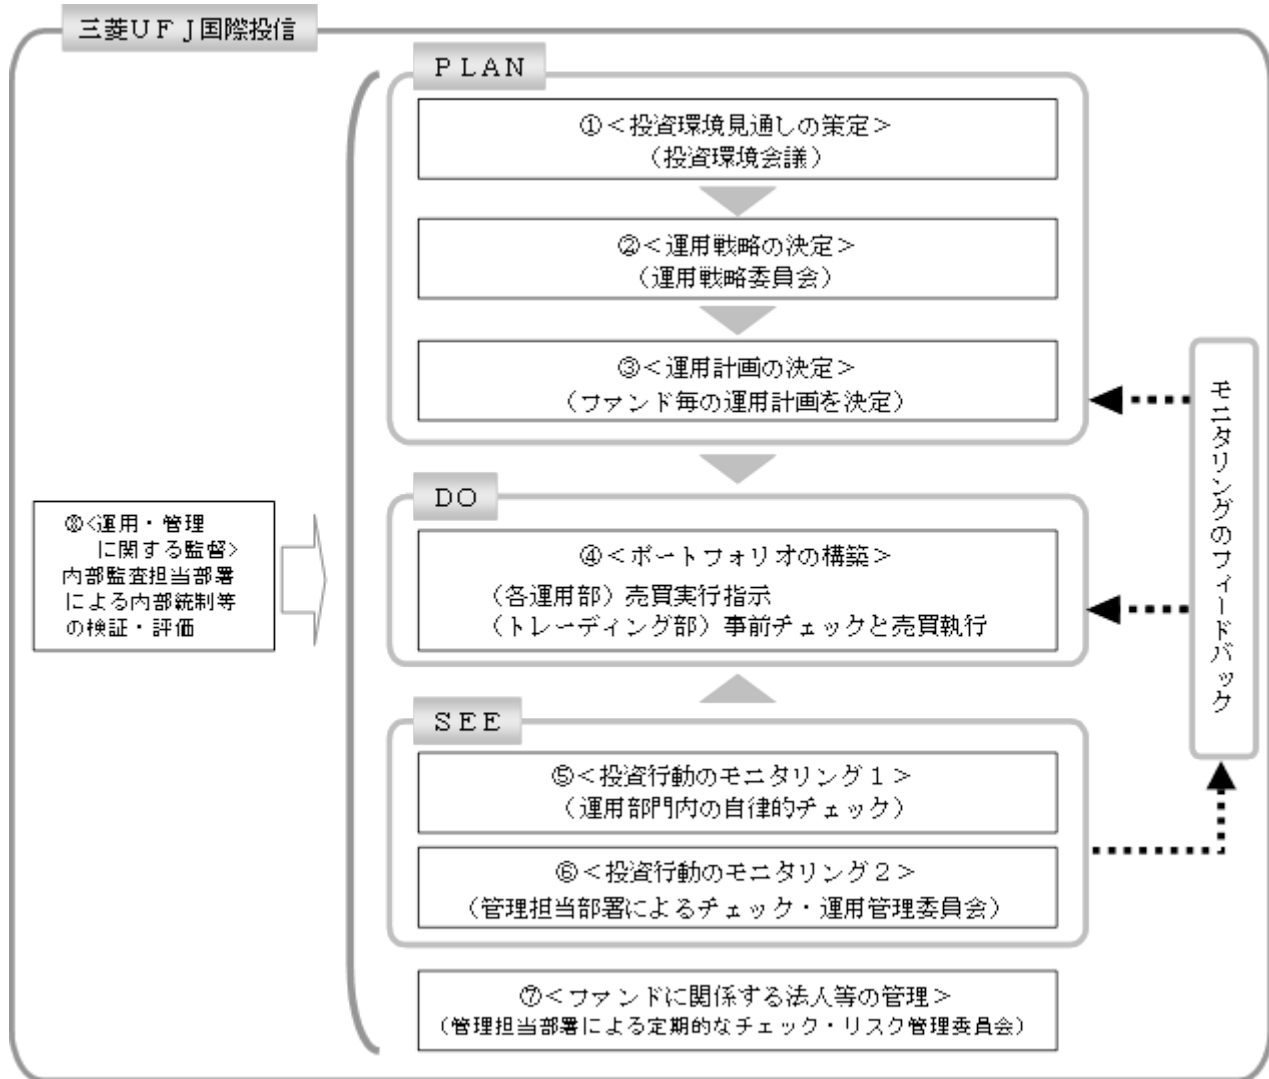 三菱ＵＦＪ国際投信
ＰＬＡＮ
①＜投資環境見通しの策定＞
（投資環境会議）
②＜運用戦略の決定＞
（運用戦略委員会）
③＜運用計画の決定＞
（ファンド毎の運用計画を決定）
ＤＯ
④＜ポートフォリオの構築＞
（各運用部）売買実行指示
（トレーディング部）事前チェックと売買執行
ＳＥＥ
⑤＜投資行動のモニタリング１＞
（運用部門内の自律的チェック）
⑥＜投資行動のモニタリング２＞
（管理担当部署によるチェック・運用管理委員会）
⑦＜ファンドに関係する法人等の管理＞
（管理担当部署による定期的なチェック・リスク管理委員会）
⑧<運用・管理
に関する監督>
内部監査担当部署
による内部統制等
の検証・評価
モニタリングのフィードバック